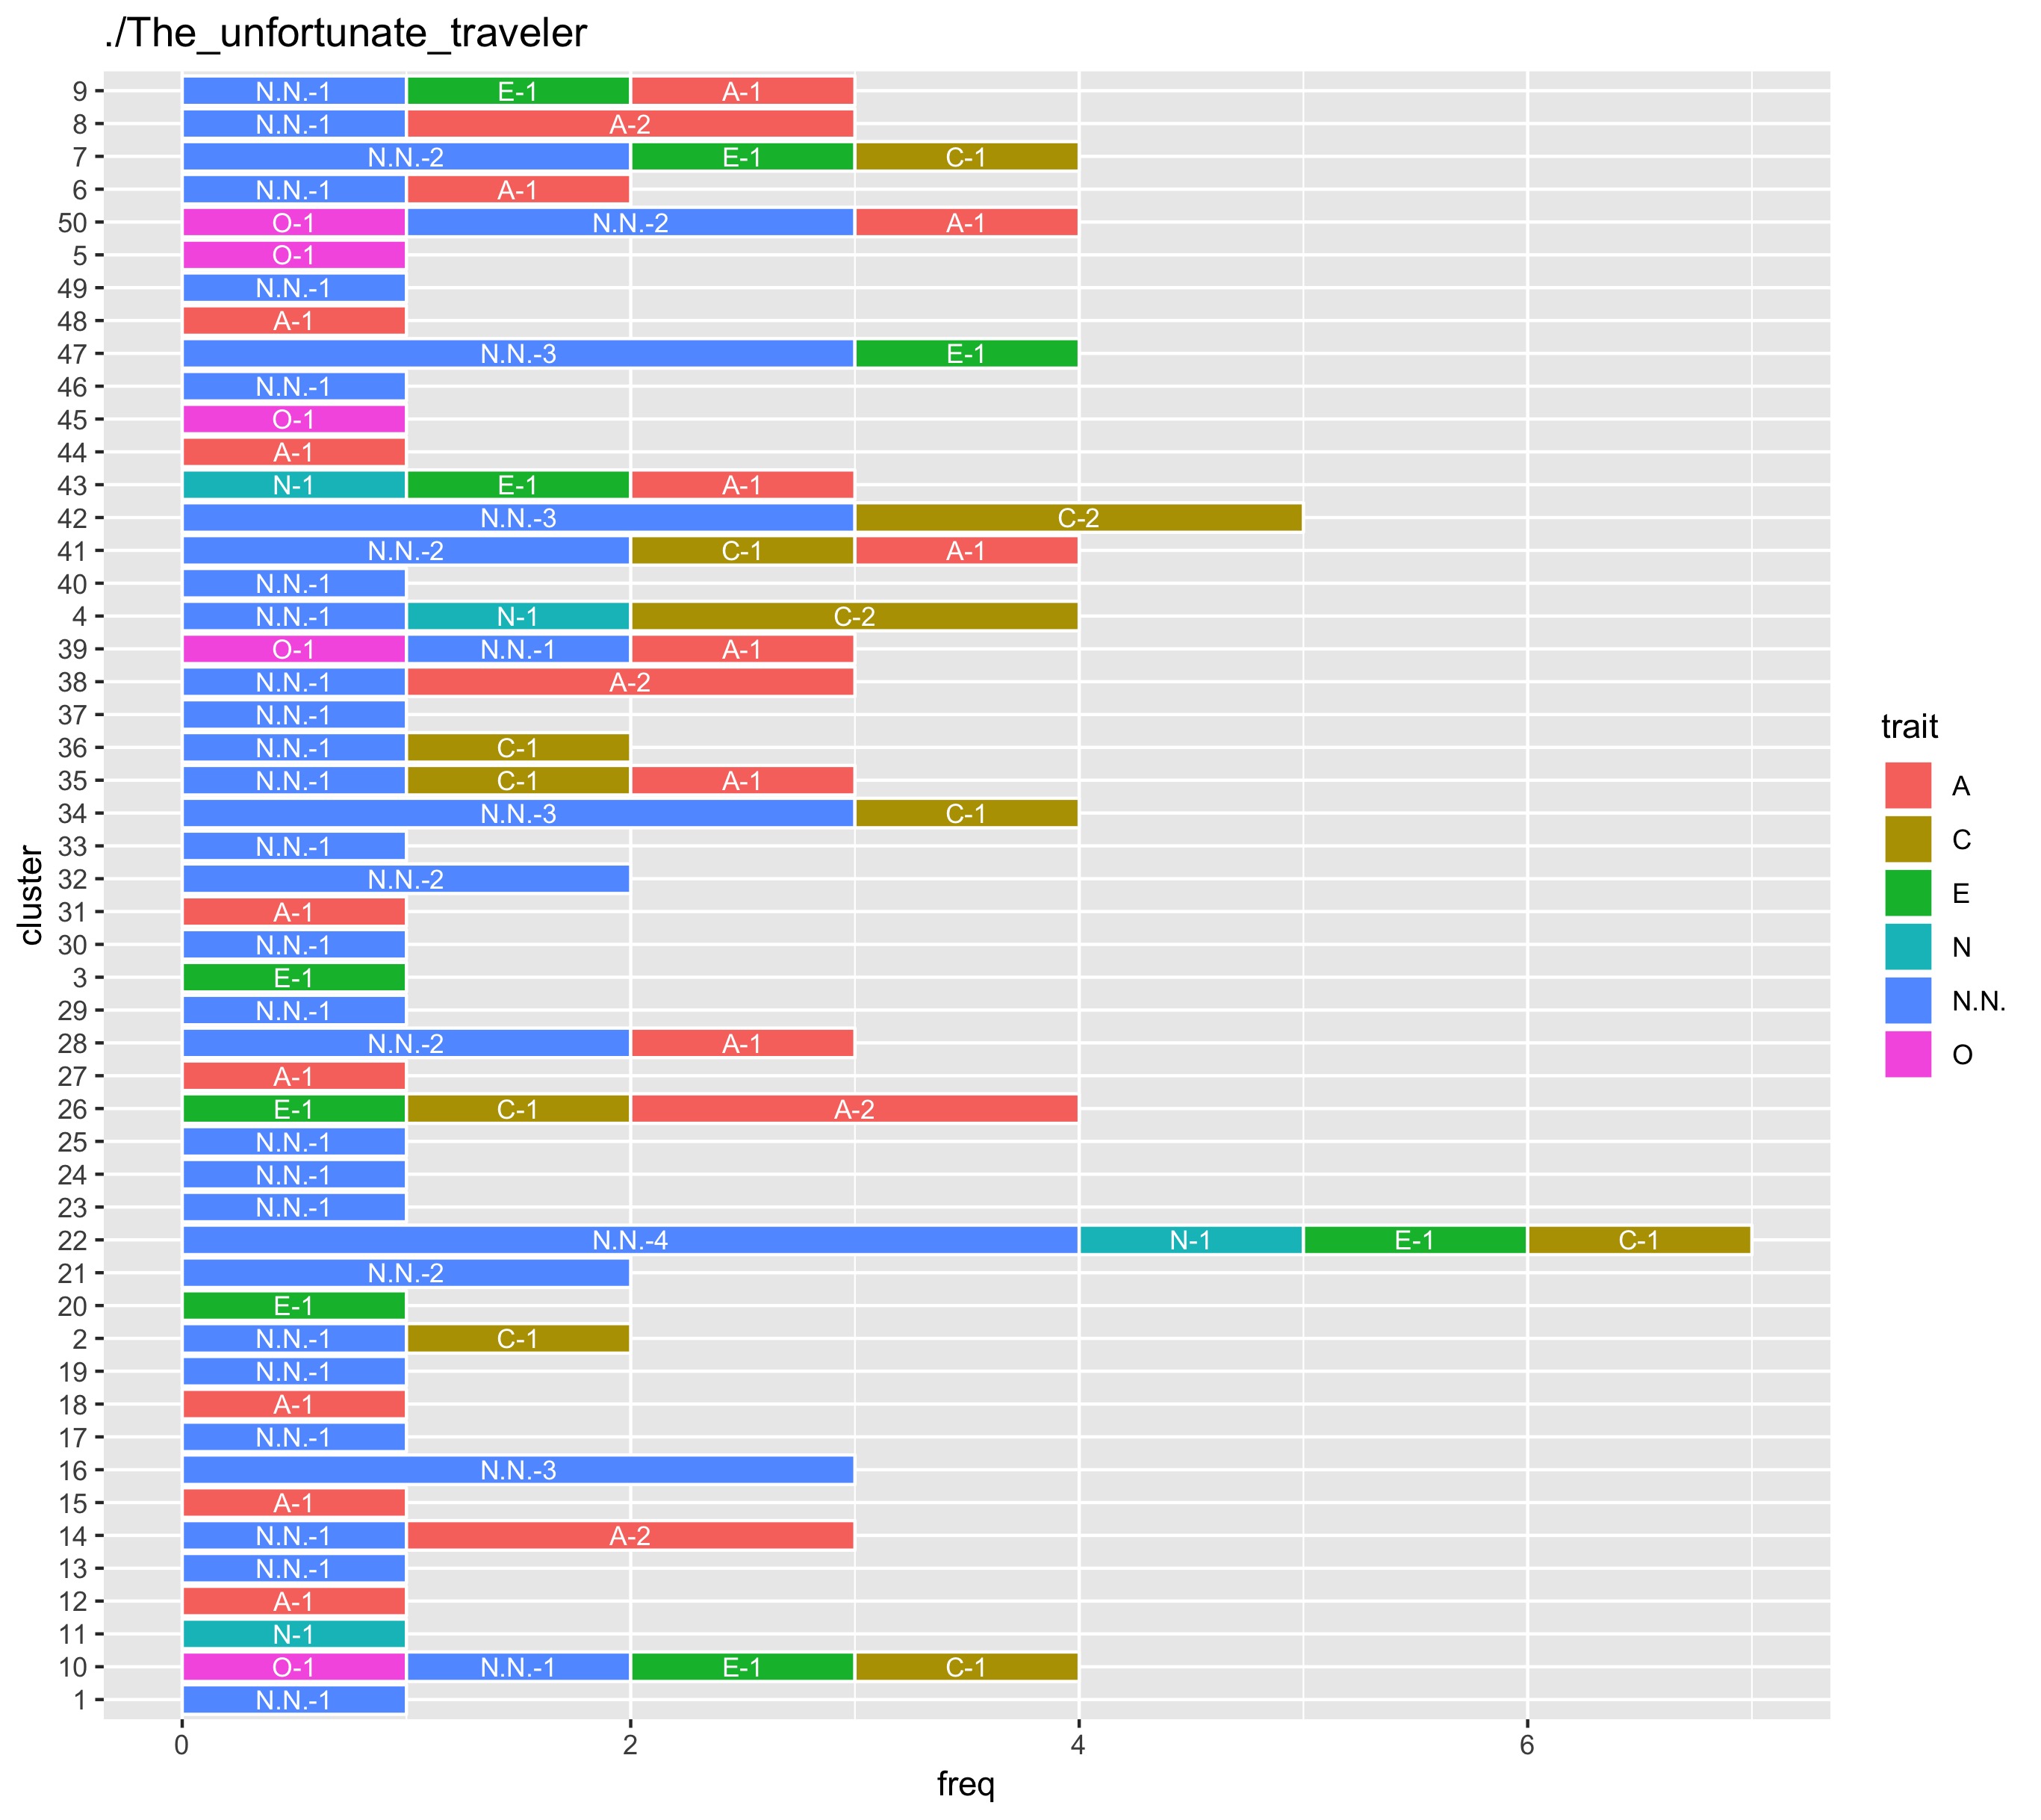 ./The_unfortunate_traveler
9 N.N.-1 E-1 A-1
8 N.N.-1 A-2
7 N.N.-2 E-1 C-1
6 N.N.-1 A-1
50 O-1 N.N.-2 A-1
5 O-1
49 N.N.-1
48 A-1
47 N.N.-3 E-1
46 N.N.-1
45 O-1
44 A-1
43 N-1 E-1 A-1
42 N.N.-3 C-2
41 N.N.-2 C-1 A-1
40 N.N.-1
4 N.N.-1 N-1 C-2
39 O-1 N.N.-1 A-1
38 N.N.-1 A-2
37 N.N.-1
36 N.N.-1 C-1
35 N.N.-1 C-1 A-1
34 N.N.-3 C-1
33 N.N.-1
32 N.N.-2
31 A-1
30 N.N.-1
3 E-1
29 N.N.-1
28 N.N.-2 A-1
27 A-1
26 E-1 C-1 A-2
25 N.N.-1
24 N.N.-1
23 N.N.-1
22 N.N.-4 N-1 E-1 C-1
21 N.N.-2
20 E-1
2 N.N.-1 C-1
19 N.N.-1
18 A-1
17 N.N.-1
16 N.N.-3
15 A-1
14 N.N.-1 A-2
13 N.N.-1
12 A-1
11 N-1
10 O-1 N.N.-1 E-1 C-1
1 N.N.-1
0 2 4 6
freq
cluster
trait
A
C
E
N
N.N.
O